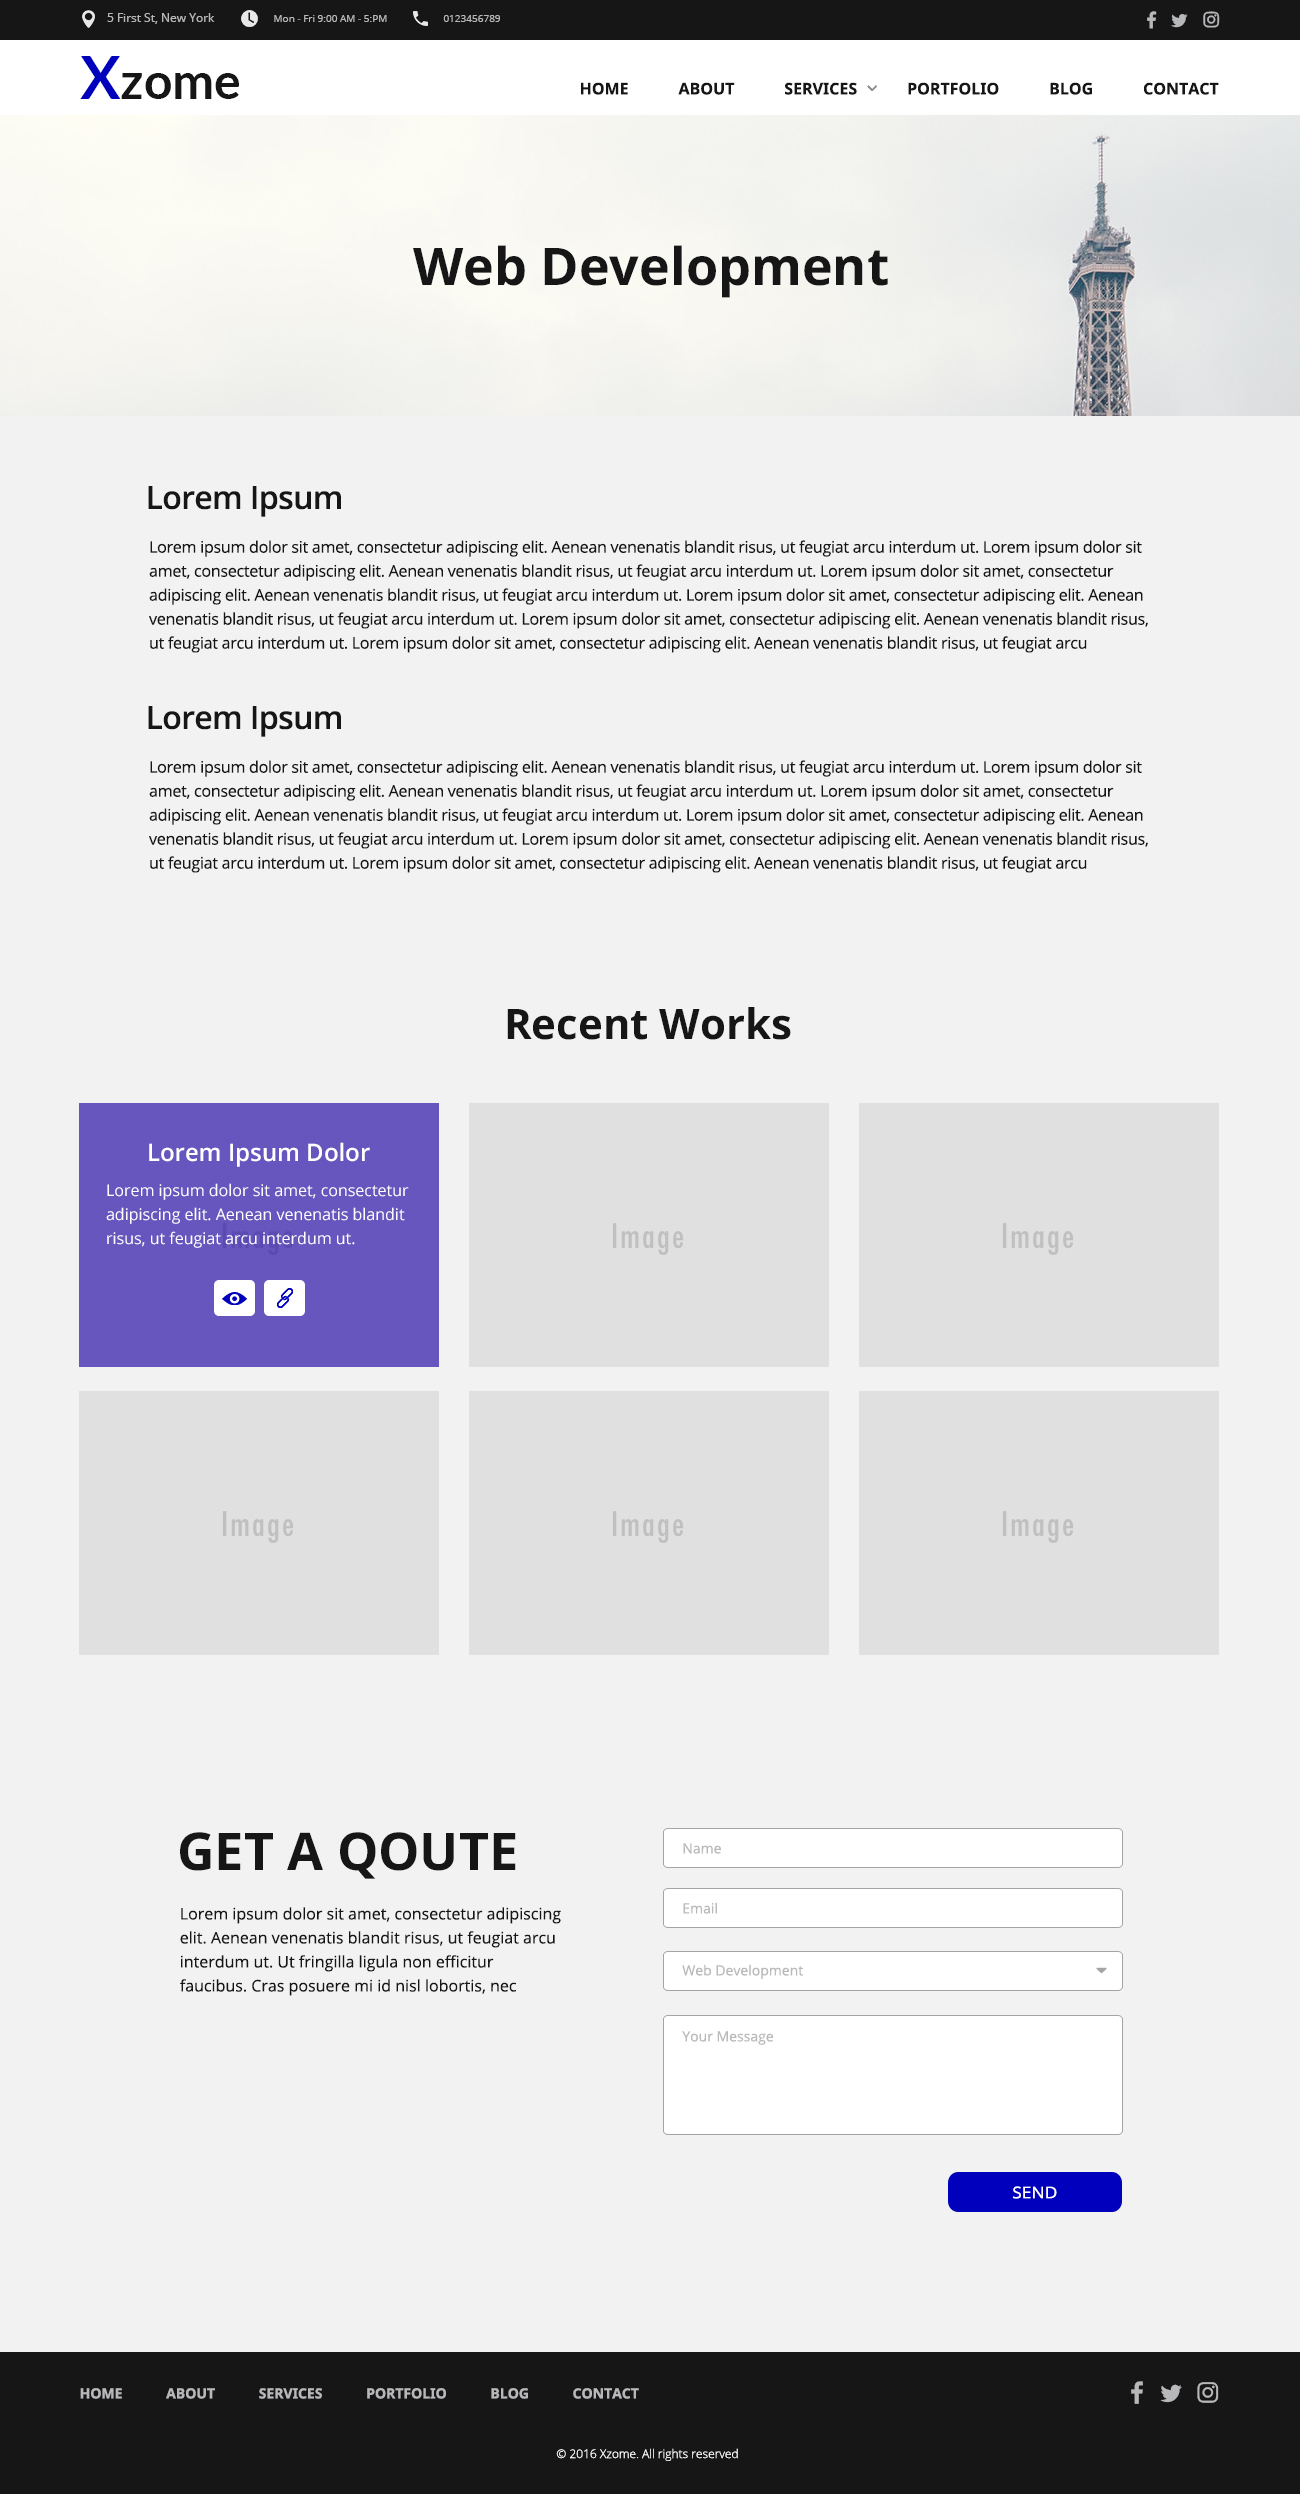 5 First St, New York
Mon - Fri 9:00 AM - 5:PM
0123456789
Xzome
HOME ABOUT SERVICES PORTFOLIO BLOG CONTACT
Web Development
Lorem Ipsum
Lorem ipsum dolor sit amet, consectetur adipiscing elit. Aenean venenatis blandit risus, ut feugiat arcu interdum ut. Lorem ipsum dolor sit
amet, consectetur adipiscing elit. Aenean venenatis blandit risus, ut feugiat arcu interdum ut. Lorem ipsum dolor sit amet, consectetur
adipiscing elit. Aenean venenatis blandit risus, ut feugiat arcu interdum ut. Lorem ipsum dolor sit amet, consectetur adipiscing elit. Aenean
venenatis blandit risus, ut feugiat arcu interdum ut. Lorem ipsum dolor sit amet, consectetur adipiscing elit. Aenean venenatis blandit risus,
ut feugiat arcu interdum ut. Lorem ipsum dolor sit amet, consectetur adipiscing elit. Aenean venenatis blandit risus, ut feugiat arcu
Lorem Ipsum
Lorem ipsum dolor sit amet, consectetur adipiscing elit. Aenean venenatis blandit risus, ut feugiat arcu interdum ut. Lorem ipsum dolor sit
amet, consectetur adipiscing elit. Aenean venenatis blandit risus, ut feugiat arcu interdum ut. Lorem ipsum dolor sit amet, consectetur
adipiscing elit. Aenean venenatis blandit risus, ut feugiat arcu interdum ut. Lorem ipsum dolor sit amet, consectetur adipiscing elit. Aenean
venenatis blandit risus, ut feugiat arcu interdum ut. Lorem ipsum dolor sit amet, consectetur adipiscing elit. Aenean venenatis blandit risus,
ut feugiat arcu interdum ut. Lorem ipsum dolor sit amet, consectetur adipiscing elit. Aenean venenatis blandit risus, ut feugiat arcu
Recent Works
Lorem Ipsum Dolor
Lorem ipsum dolor sit amet, consectetur
adipiscing elit. Aenean venenatis blandit
risus, ut feugiat arcu interdum ut.
Image
Image
Image
Image
Image
Image
GET A QOUTE
Lorem ipsum dolor sit amet, consectetur adipiscing
elit. Aenean venenatis blandit risus, ut feugiat arcu
interdum ut. Ut fringilla ligula non efficitur
faucibus. Cras posuere mi id nisl lobortis, nec
Name
Email
Web Development
Your Message
SEND
HOME ABOUT SERVICES PORTFOLIO BLOG CONTACT
© 2016 Xzome. All rights reserved